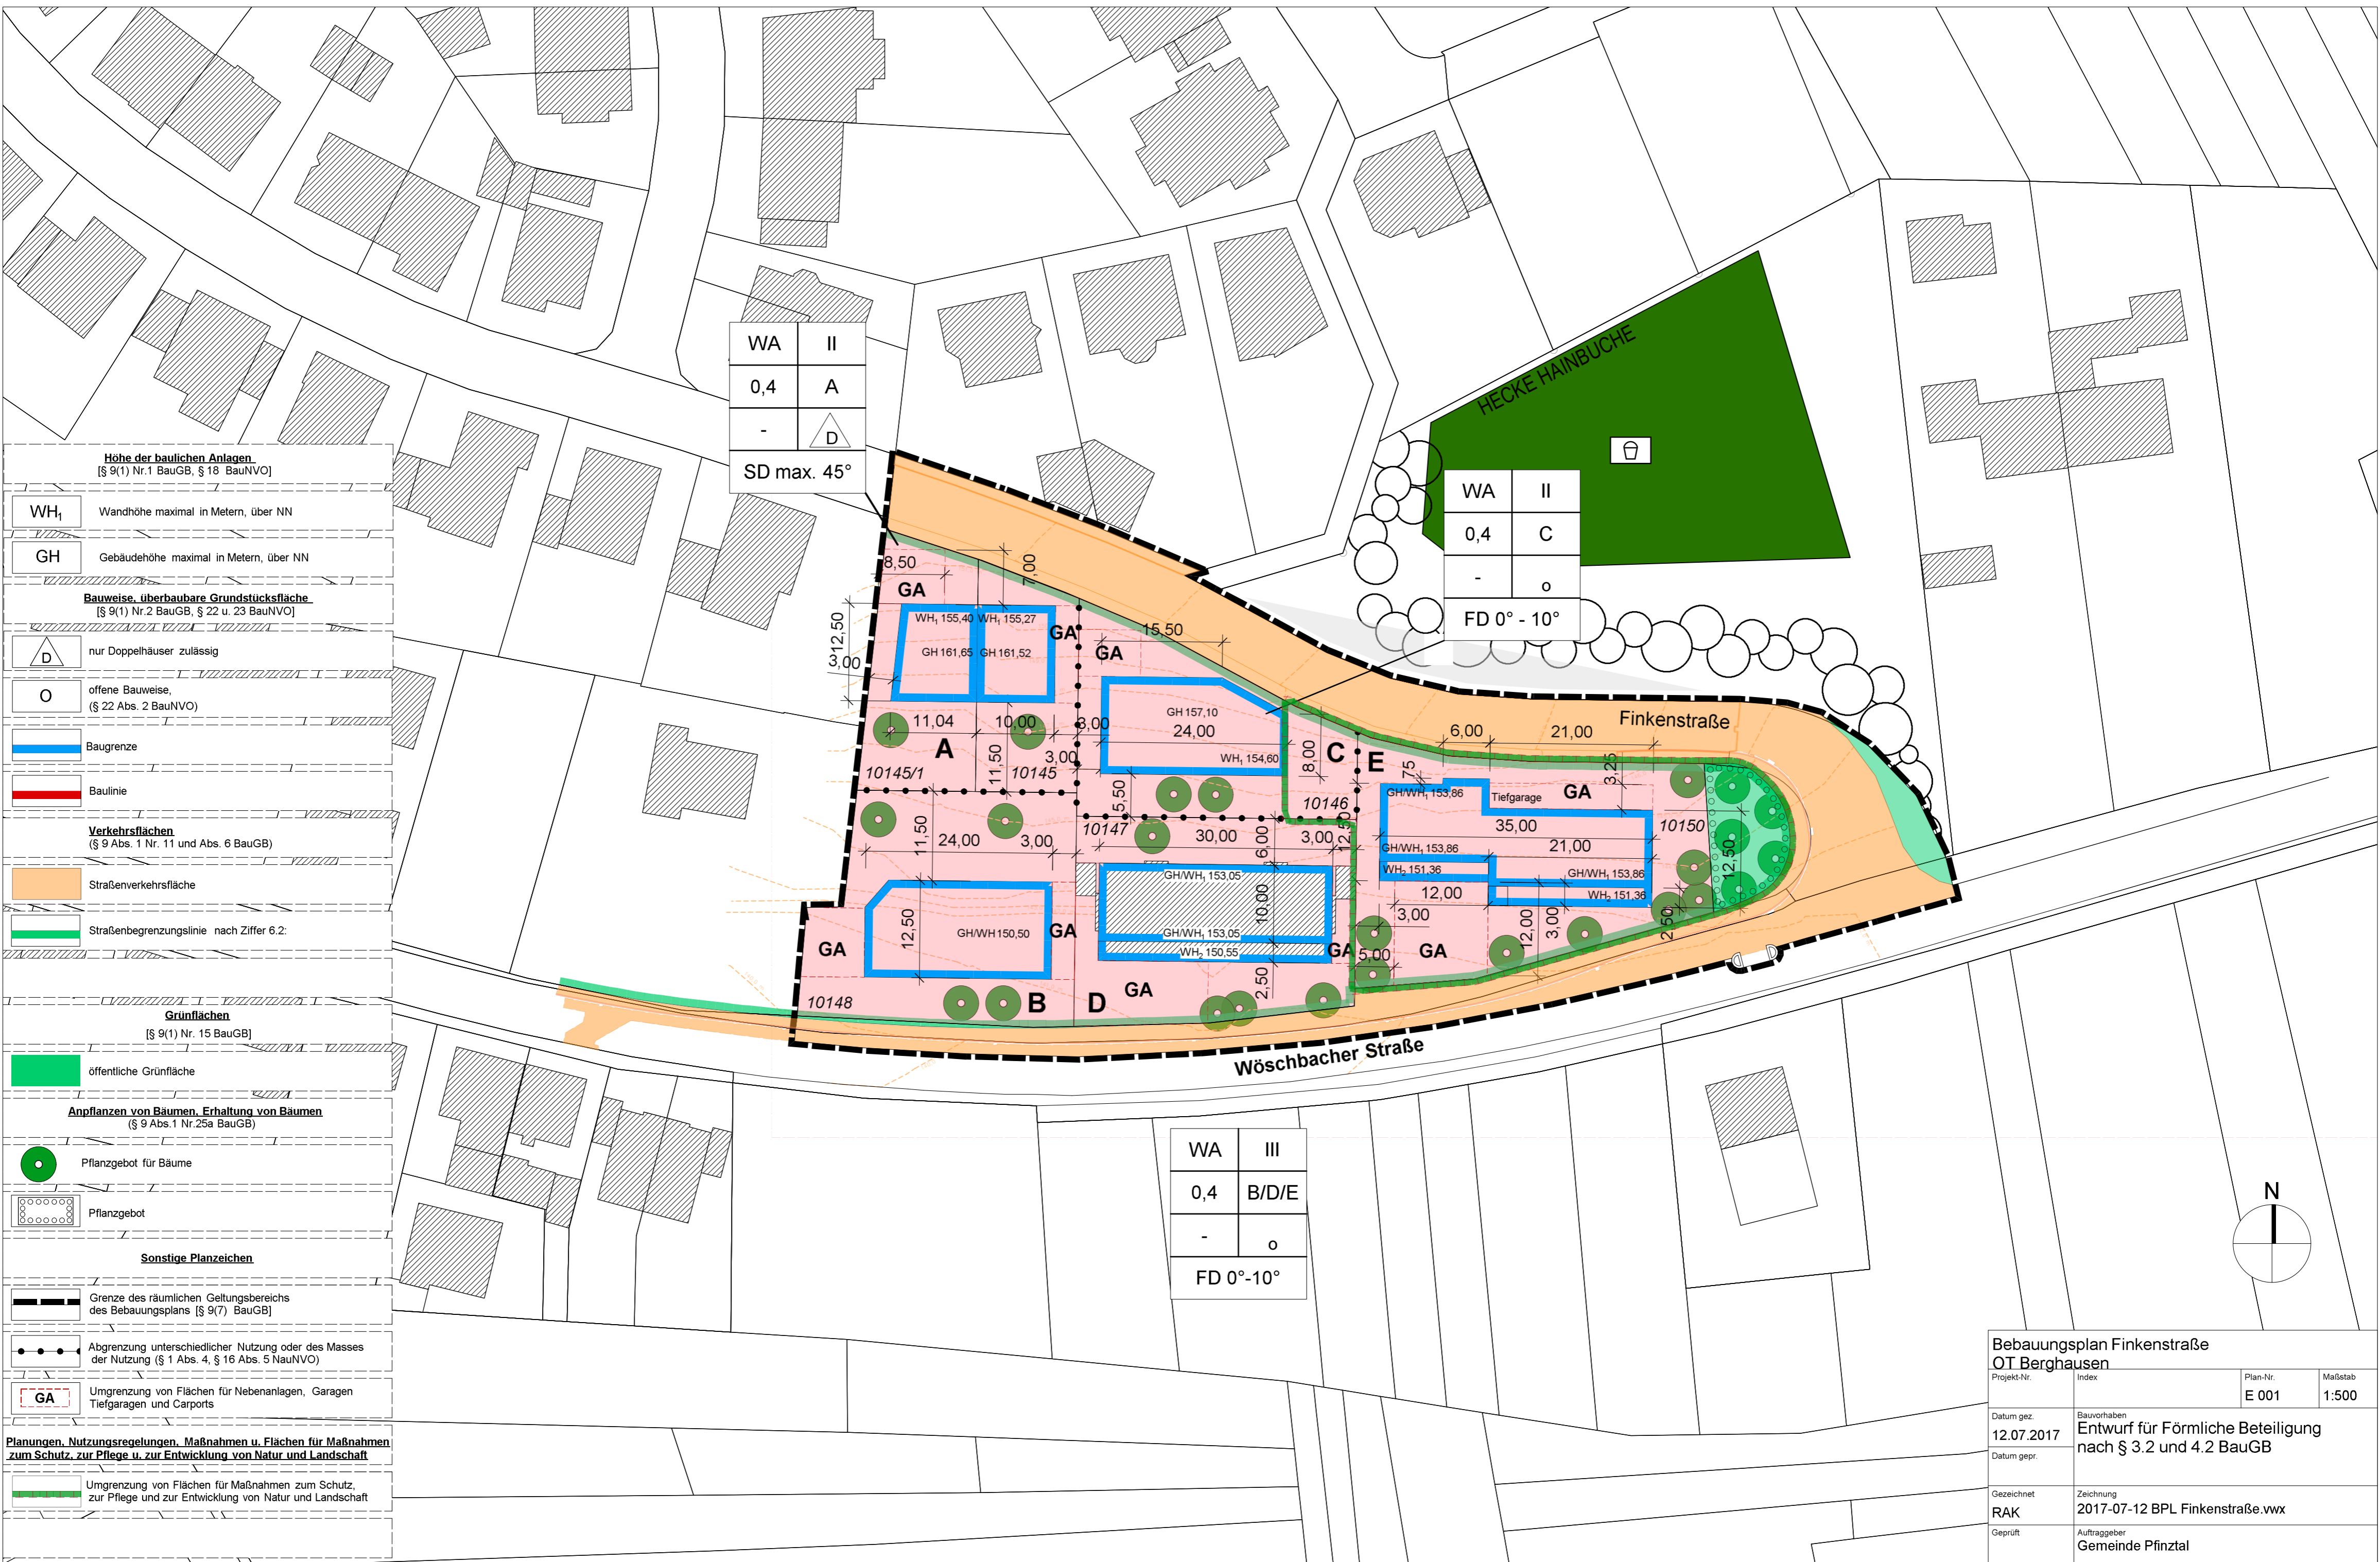 Höhe der baulichen Anlagen
[§ 9(1) Nr.1 BauGB, § 18 BauNVO]
WH1
Wandhöhe maximal in Metern, über NN
GH
Gebäudehöhe maximal in Metern, über NN
Bauweise, überbaubare Grundstücksfläche
[§ 9(1) Nr.2 BauGB, § 22 u. 23 BauNVO]
D
nur Doppelhäuser zulässig
O
offene Bauweise,
(§ 22 Abs. 2 BauNVO)
Baugrenze
Baulinie
Verkehrsflächen
(§ 9 Abs. 1 Nr. 11 und Abs. 6 BauGB)
Straßenverkehrsfläche
Straßenbegrenzungslinie nach Ziffer 6.2:
Grünflächen
[§ 9(1) Nr. 15 BauGB]
öffentliche Grünfläche
Anpflanzen von Bäumen, Erhaltung von Bäumen
(§ 9 Abs.1 Nr.25a BauGB)
Pflanzgebot für Bäume
Pflanzgebot
Sonstige Planzeichen
Grenze des räumlichen Geltungsbereichs
des Bebauungsplans [§ 9(7) BauGB]
Abgrenzung unterschiedlicher Nutzung oder des Masses
der Nutzung (§ 1 Abs. 4, § 16 Abs. 5 NauNVO)
GA
Umgrenzung von Flächen für Nebenanlagen, Garagen
Tiefgaragen und Carports
Planungen, Nutzungsregelungen, Maßnahmen u. Flächen für Maßnahmen
zum Schutz, zur Pflege u. zur Entwicklung von Natur und Landschaft
Umgrenzung von Flächen für Maßnahmen zum Schutz,
zur Pflege und zur Entwicklung von Natur und Landschaft
WA II
0,4 A
- D
SD max. 45°
HECKE HAINBUCHE
WA II
0,4 C
- o
FD 0° - 10°
8,50
7,00
GA
12,50
3,00
WH1 155,40 WH1 155,27
GH 161,65 GH 161,52
GA
GA
15,50
11,04
10,00
3,00
A
11,50
3,00
10145/1
10145
GH 157,10
24,00
WH1 154,60
8,00
C
E
10146
5,50
Finkenstraße
6,00
21,00
75
3,25
GH/WH1 153,86
Tiefgarage
GA
35,00
10150
GH/WH1 153,86
21,00
WH2 151,36
GH/WH1 153,86
12,00
WH2 151,36
12,50
12,50
3,00
12,00
3,00
2,50
GA
5,00
11,50
24,00
3,00
10147
30,00
6,00
3,00
GH/WH1 153,05
10,00
GH/WH1 153,05
WH2 150,55
GA
2,50
12,50
GH/WH 150,50
GA
GA
10148
B
D
GA
Wöschbacher Straße
WA III
0,4 B/D/E
- o
FD 0°-10°
N
Bebauungsplan Finkenstraße
OT Berghausen
Projekt-Nr.
Index
Plan-Nr.
E 001
Maßstab
1:500
Datum gez.
12.07.2017
Bauvorhaben
Entwurf für Förmliche Beteiligung
nach § 3.2 und 4.2 BauGB
Datum gepr.
Gezeichnet
RAK
Zeichnung
2017-07-12 BPL Finkenstraße.vwx
Geprüft
Auftraggeber
Gemeinde Pfinztal